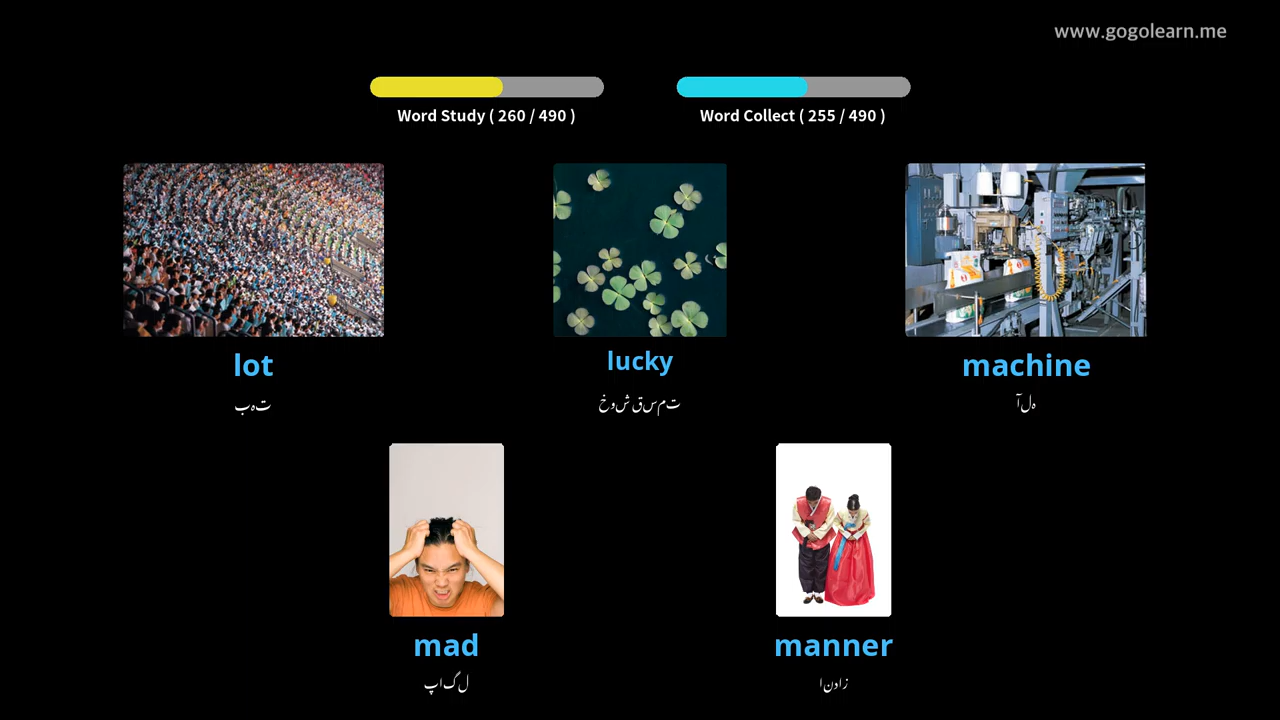 www.gogolearn.me
Word Study ( 260 / 490 )
Word Collect ( 255 / 490 )
lot
بہت
lucky
خوش قسمت
machine
آلہ
mad
پاگل
manner
انداز